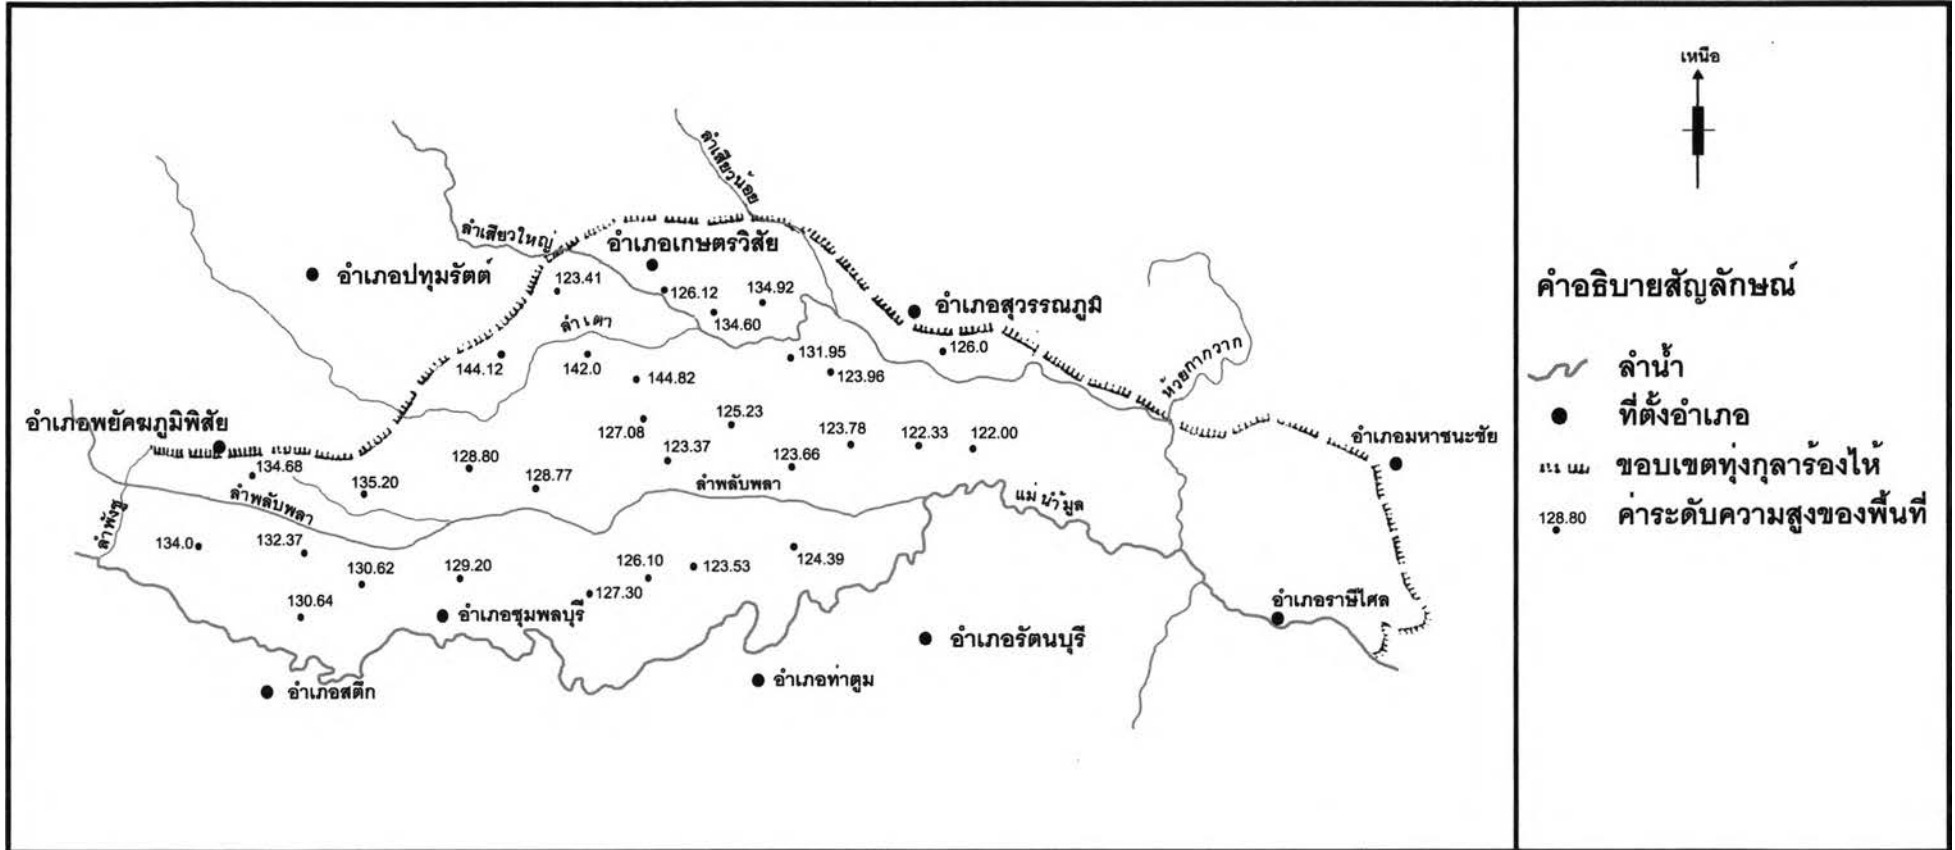 ลำเสียวน้อย
ลำเสียวใหญ่
อำเภอเกษตรวิสัย
อำเภอปทุมรัตต์
123.41
126.12
134.92
134.60
อำเภอสุวรรณภูมิ
ลำเตา
144.12
142.0
144.82
131.95
123.96
126.0
ห้วยกากวาก
อำเภอพยัคฆภูมิพิสัย
127.08
125.23
123.37
123.66
123.78
122.33
122.00
อำเภอมหาชนะชัย
134.68
135.20
128.80
128.77
ลำพังชู
ลำพลับพลา
ลำพลับพลา
แม่น้ำมูล
134.0
132.37
130.62
130.64
129.20
126.10
127.30
123.53
124.39
อำเภอชุมพลบุรี
อำเภอรัตนบุรี
อำเภอราษีไศล
อำเภอสตึก
อำเภอท่าตูม
เหนือ
คำอธิบายสัญลักษณ์
ลำน้ำ
ที่ตั้งอำเภอ
ขอบเขตทุ่งกุลาร้องไห้
128.80 ค่าระดับความสูงของพื้นที่